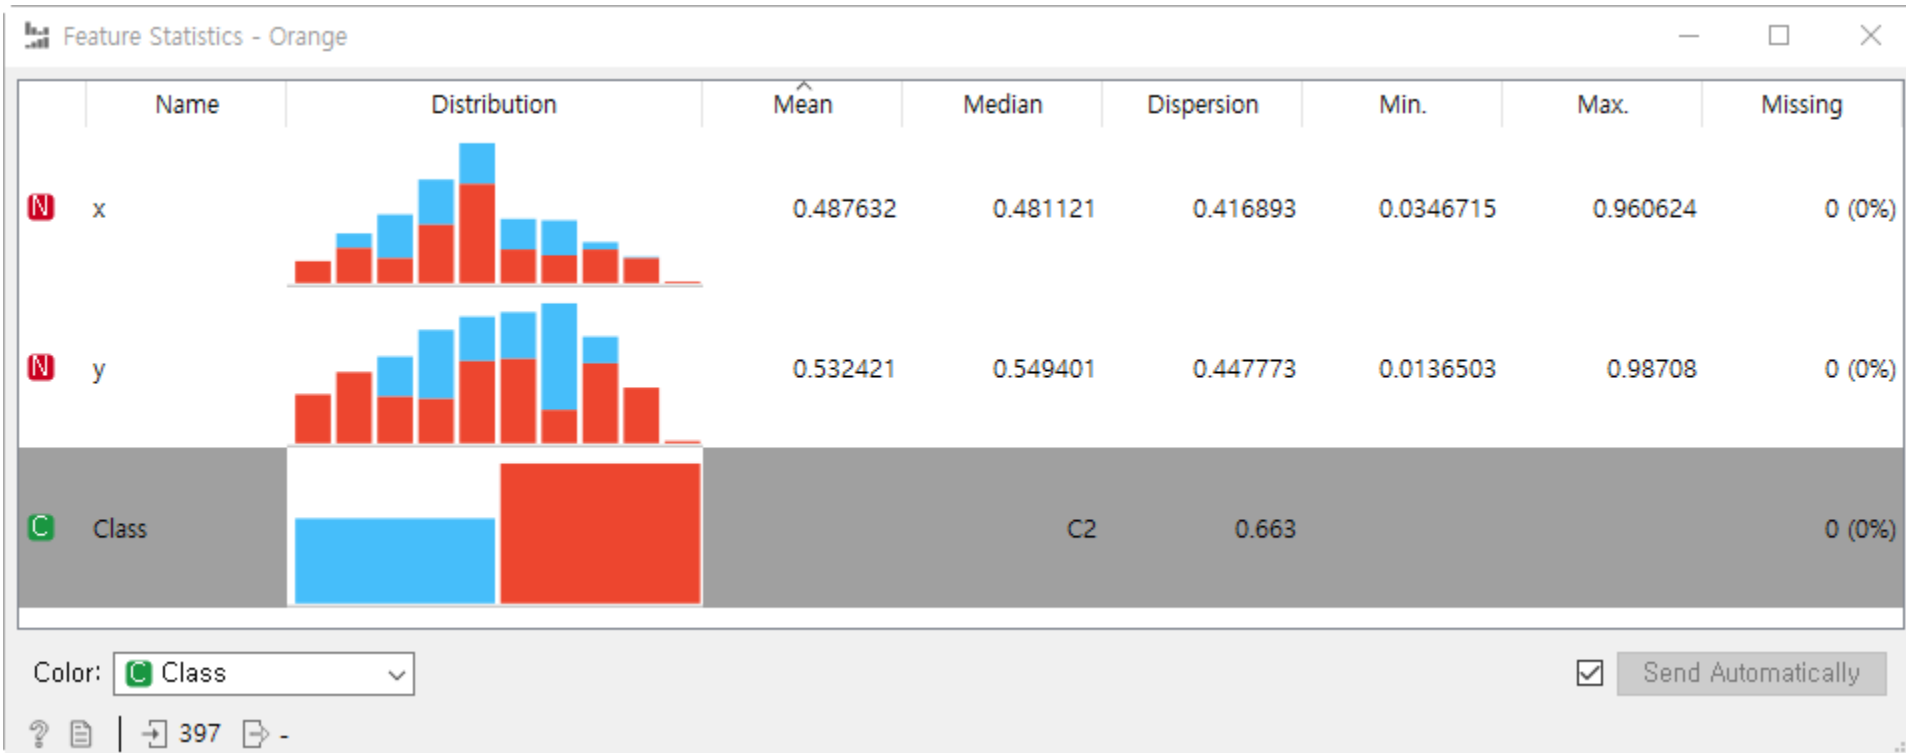 Feature Statistics - Orange
Name Distribution Mean Median Dispersion Min. Max. Missing
N x 0.487632 0.481121 0.416893 0.0346715 0.960624 0 (0%)
N y 0.532421 0.549401 0.447773 0.0136503 0.98708 0 (0%)
C Class C2 0.663 0 (0%)
Color: C Class Send Automatically
? 397 -